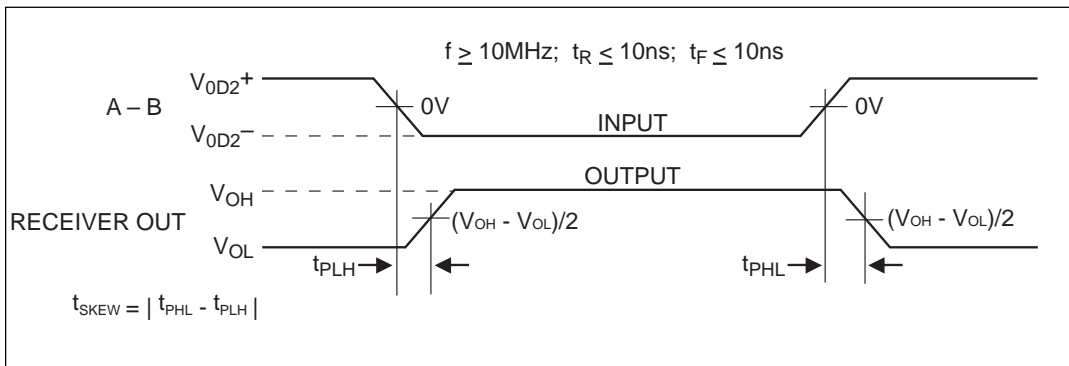 f ≥ 10MHz; tR ≤ 10ns; tF ≤ 10ns
V0D2+
A – B
0V
0V
V0D2–
INPUT
VOH
OUTPUT
RECEIVER OUT
(VOH - VOL)/2
(VOH - VOL)/2
VOL
tPLH
tPHL
tSKEW = | tPHL - tPLH |